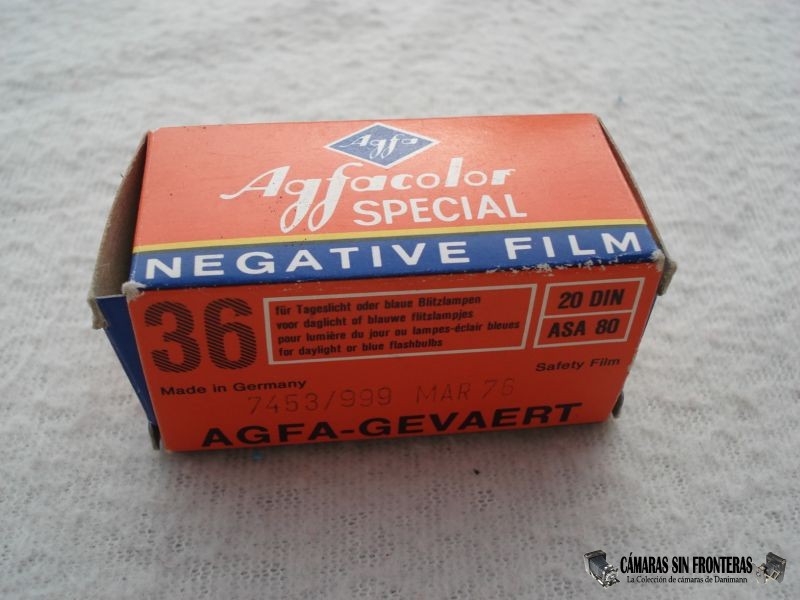 Agfa
Agfacolor
SPECIAL
NEGATIVE FILM
36
für Tageslicht oder blaue Blitzlampen
voor daglicht of blauwe flitslampjes
pour lumière du jour ou lampes-éclair bleues
for daylight or blue flashbulbs
20 DIN
ASA 80
Made in Germany
Safety Film
7453/999 MAR 76
AGFA-GEVAERT
CÁMARAS SIN FRONTERAS
La Colección de cámaras de Danimann